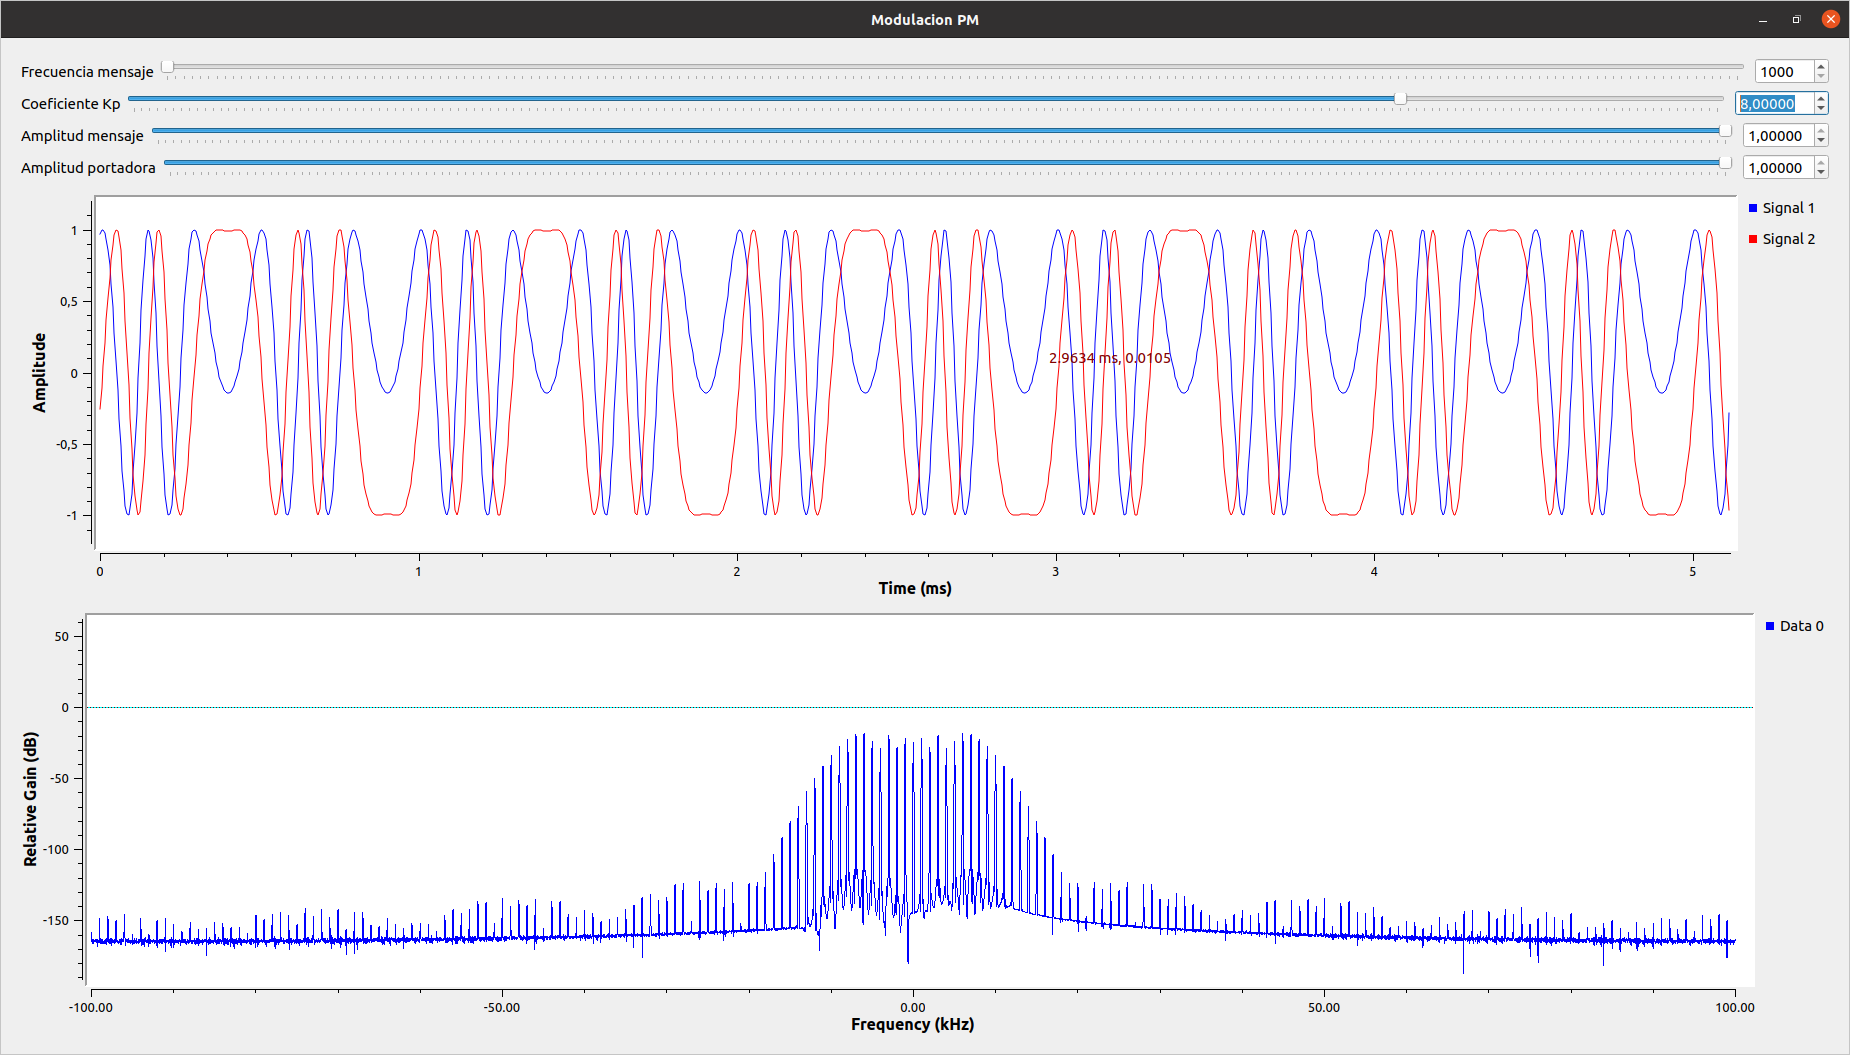 Modulacion PM
Frecuencia mensaje 1000
Coeficiente Kp 8,00000
Amplitud mensaje 1,00000
Amplitud portadora 1,00000
Signal 1
Signal 2
Amplitude
1
0,5
0
-0,5
-1
2.9634 ms, 0.0105
0 1 2 3 4 5
Time (ms)
Data 0
Relative Gain (dB)
50
0
-50
-100
-150
-100.00 -50.00 0.00 50.00 100.00
Frequency (kHz)